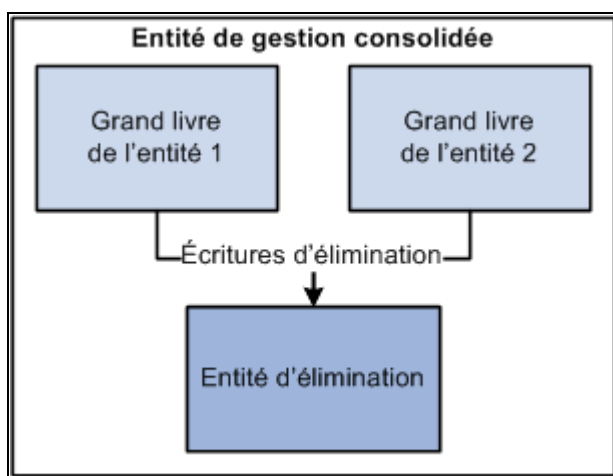 Entité de gestion consolidée
Grand livre
de l'entité 1
Grand livre
de l'entité 2
Écritures d'élimination
Entité d'élimination